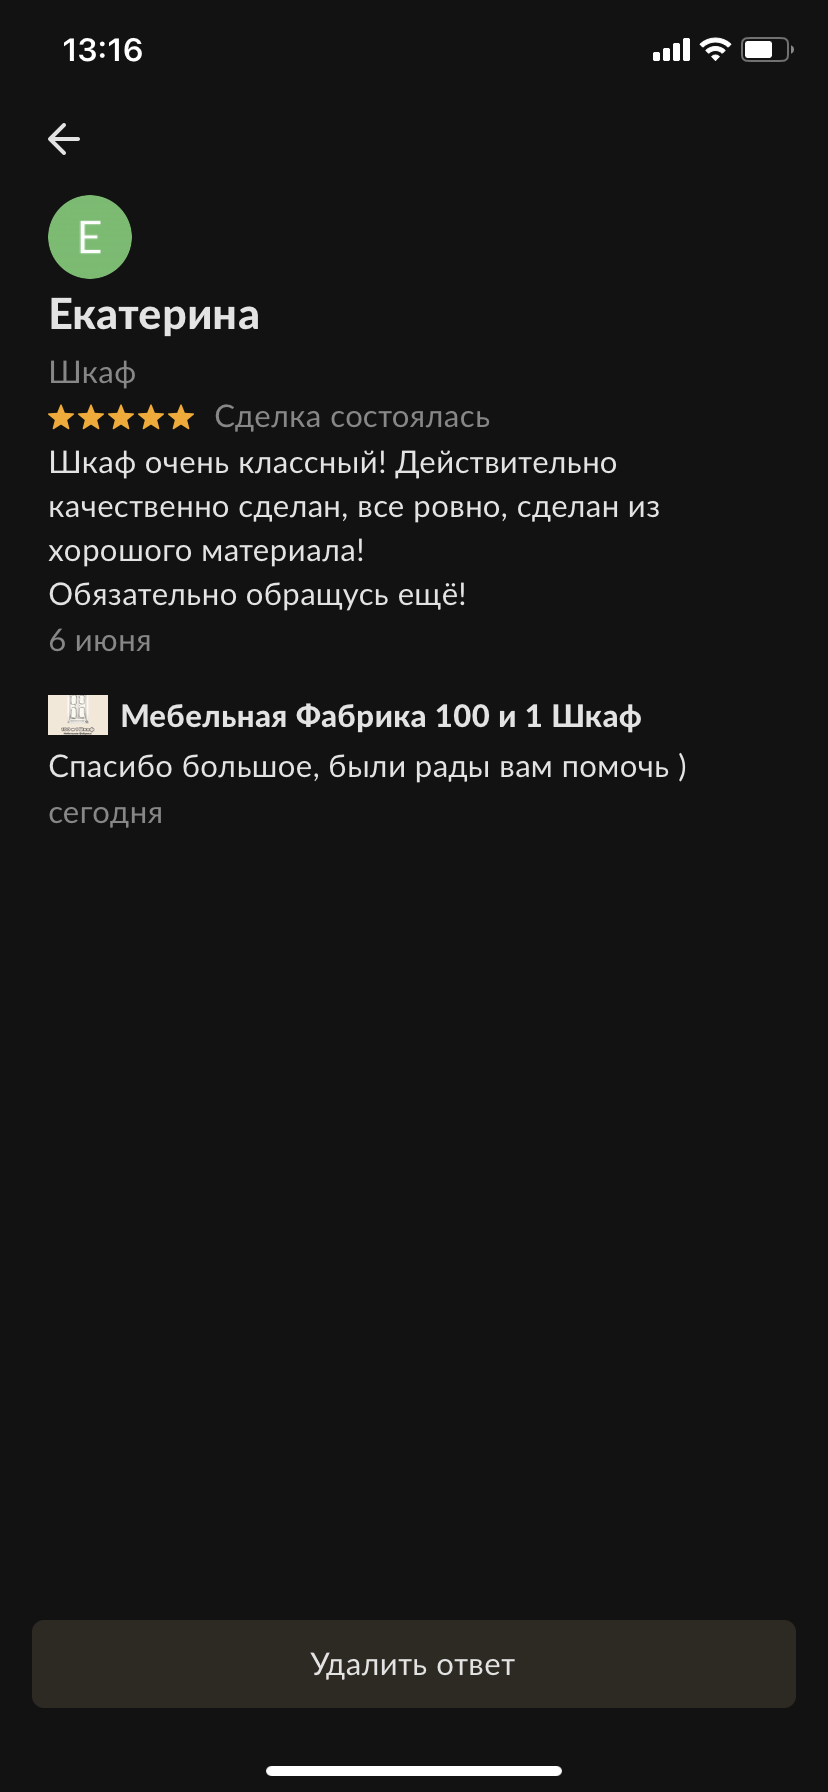 13:16
E
Екатерина
Шкаф
Сделка состоялась
Шкаф очень классный! Действительно
качественно сделан, все ровно, сделан из
хорошого материала!
Обязательно обращусь ещё!
6 июня
Мебельная Фабрика 100 и 1 Шкаф
Спасибо большое, были рады вам помочь )
сегодня
Удалить ответ